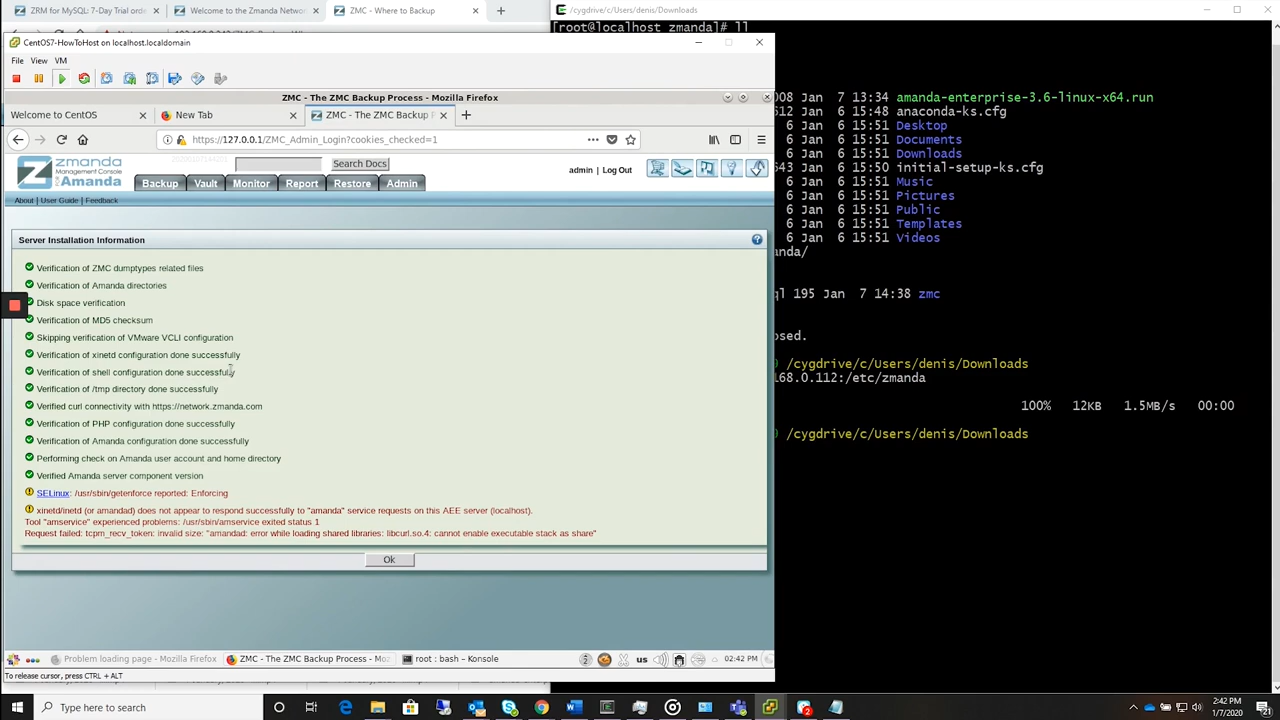 ZRM for MySQL: 7-Day Trial orde
Welcome to the Zmanda Networ
ZMC - Where to Backup
/cygdrive/c/Users/denis/Downloads
[root@localhost zmanda]# ll
CentOS7-HowToHost on localhost.localdomain
File View VM
ZMC - The ZMC Backup Process - Mozilla Firefox
Welcome to CentOS
New Tab
ZMC - The ZMC Backup P
https://127.0.0.1/ZMC_Admin_Login?cookies_checked=1
zmanda
Management Console
for Amanda
Search Docs
admin | Log Out
Backup Vault Monitor Report Restore Admin
About | User Guide | Feedback
Server Installation Information
Verification of ZMC dumptypes related files
Verification of Amanda directories
Disk space verification
Verification of MD5 checksum
Skipping verification of VMware VCLI configuration
Verification of xinetd configuration done successfully
Verification of shell configuration done successfully
Verification of /tmp directory done successfully
Verified curl connectivity with https://network.zmanda.com
Verification of PHP configuration done successfully
Verification of Amanda configuration done successfully
Performing check on Amanda user account and home directory
Verified Amanda server component version
SELinux: /usr/sbin/getenforce reported: Enforcing
xinetd/inetd (or amandad) does not appear to respond successfully to "amanda" service requests on this AEE server (localhost).
Tool "amservice" experienced problems: /usr/sbin/amservice exited status 1
Request failed: tcpm_recv_token: invalid size: "amandad: error while loading shared libraries: libcurl.so.4: cannot enable executable stack as share"
Ok
Problem loading page - Mozilla Firefox
ZMC - The ZMC Backup Process - Moz
root : bash – Konsole
2
us
02:42 PM
To release cursor, press CTRL + ALT
008 Jan 7 13:34 amanda-enterprise-3.6-linux-x64.run
612 Jan 6 15:48 anaconda-ks.cfg
6 Jan 6 15:51 Desktop
6 Jan 6 15:51 Documents
6 Jan 6 15:51 Downloads
643 Jan 6 15:50 initial-setup-ks.cfg
6 Jan 6 15:51 Music
6 Jan 6 15:51 Pictures
6 Jan 6 15:51 Public
6 Jan 6 15:51 Templates
6 Jan 6 15:51 Videos
anda/
ql 195 Jan 7 14:38 zmc
osed.
/cygdrive/c/Users/denis/Downloads
168.0.112:/etc/zmanda
100% 12KB 1.5MB/s 00:00
/cygdrive/c/Users/denis/Downloads
Type here to search
2:42 PM
1/7/2020
21